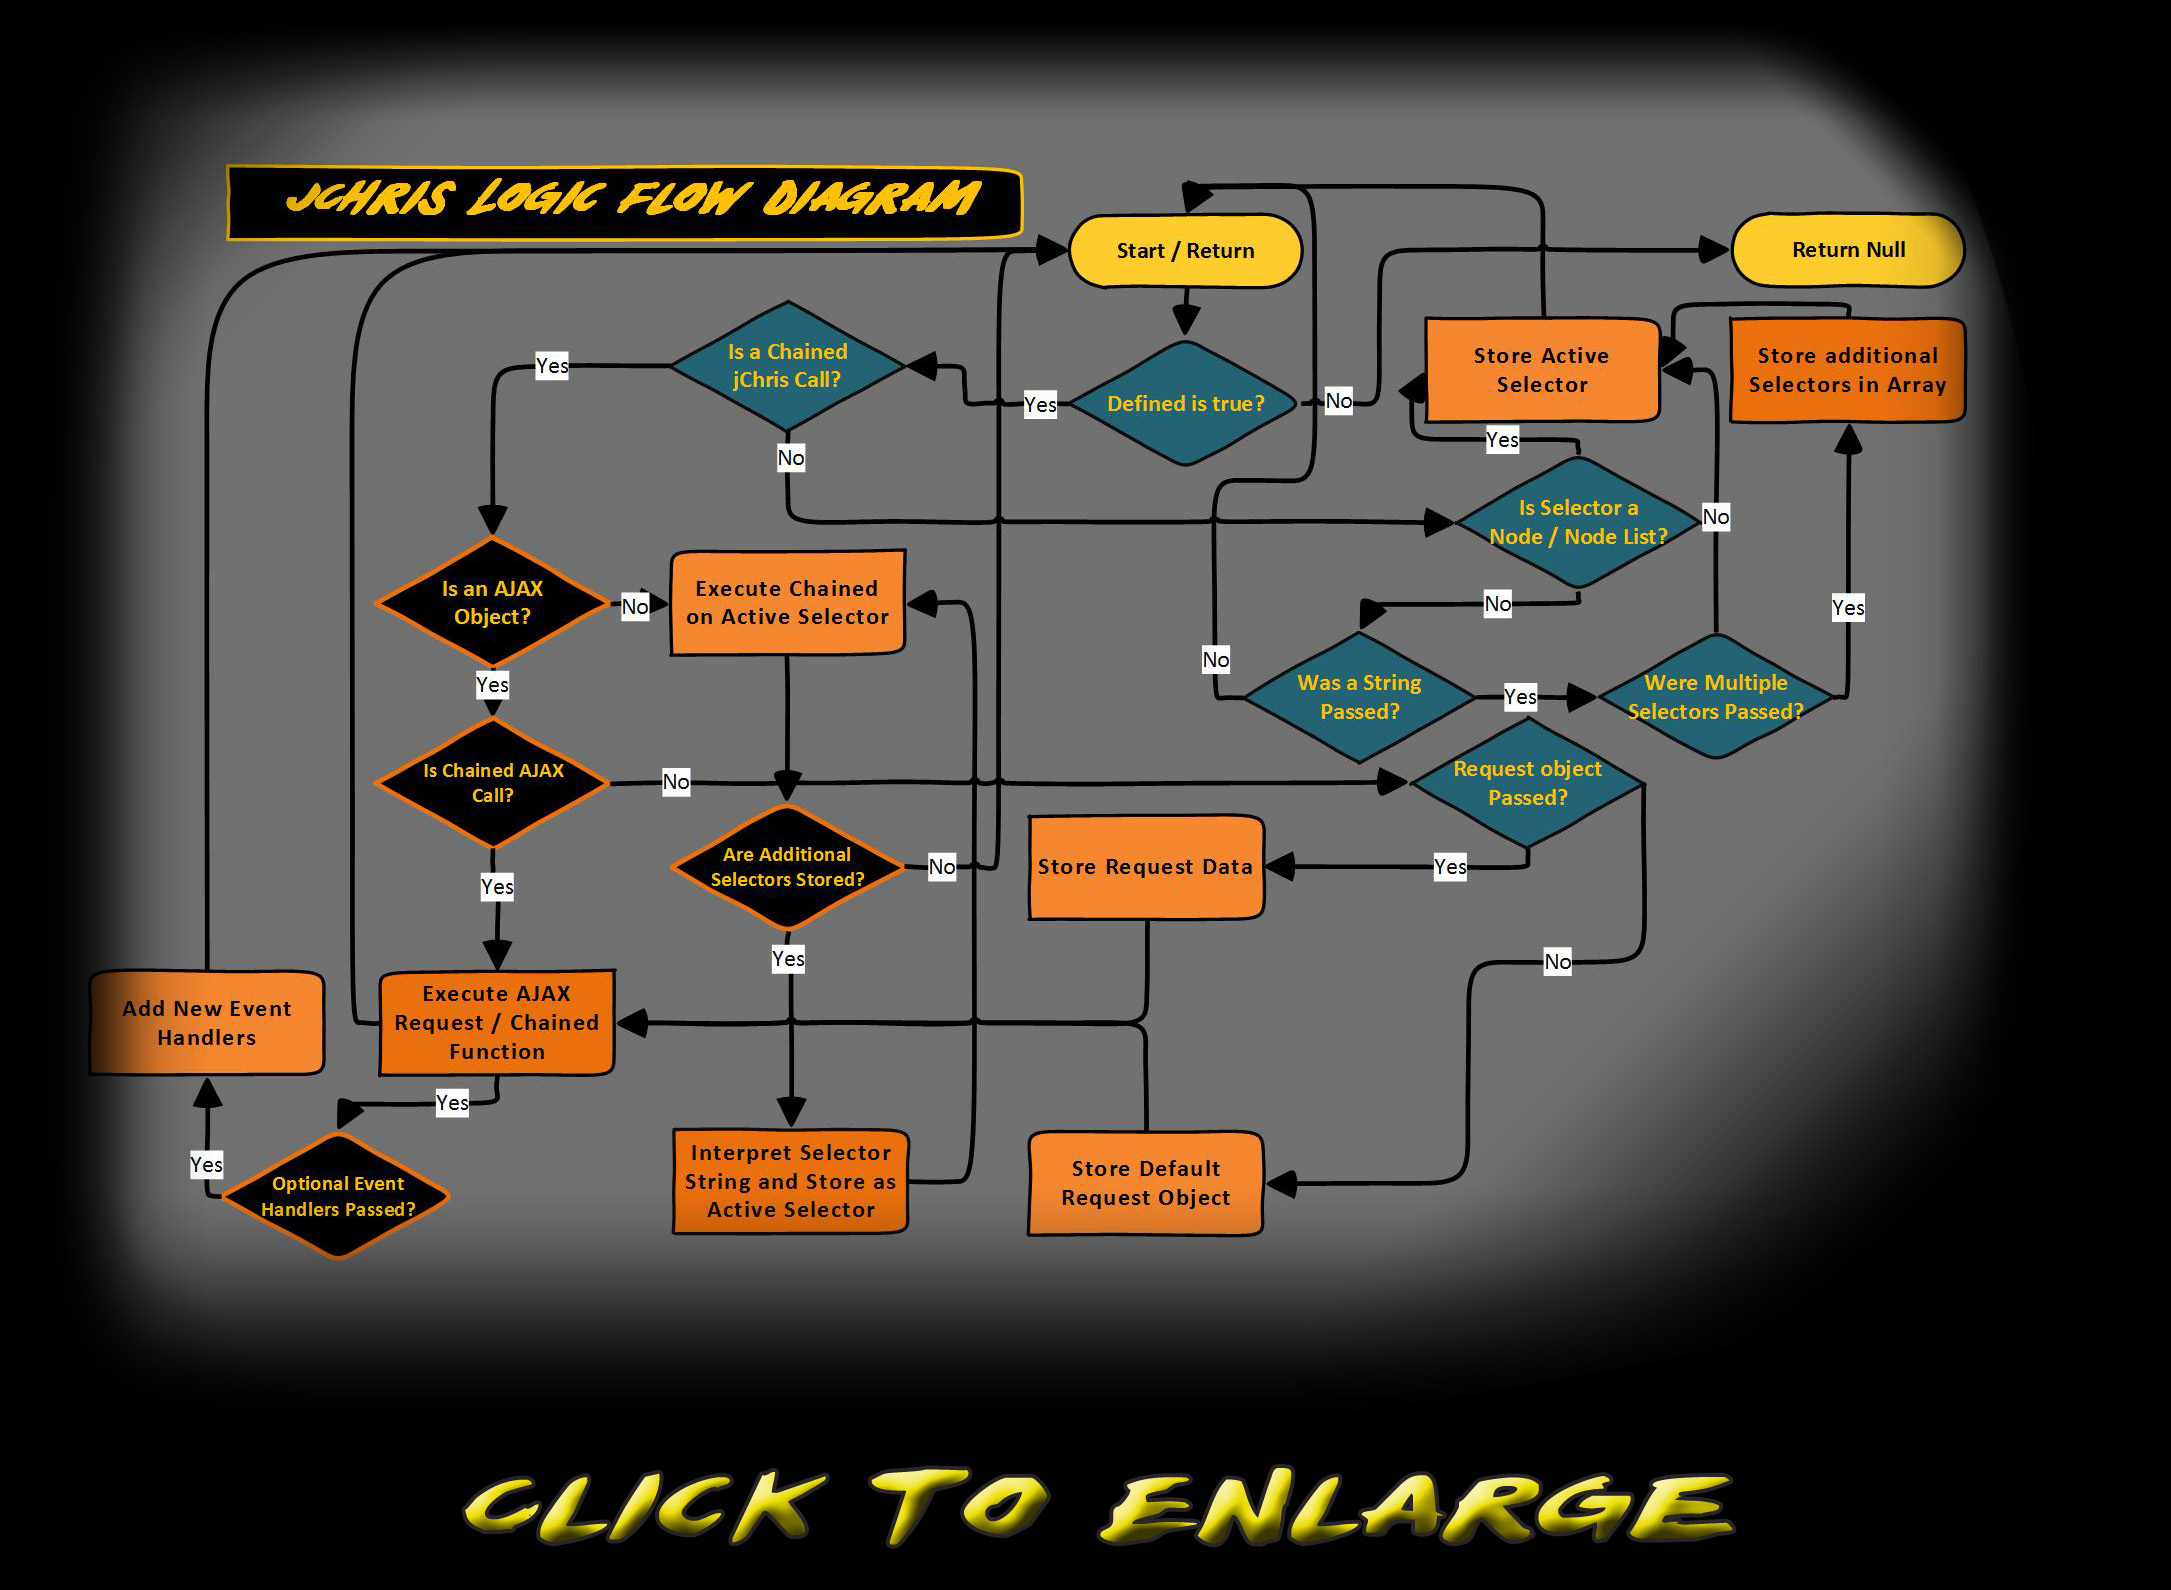 JCHRIS LOGIC FLOW DIAGRAM
Start / Return
Return Null
Is a Chained
jChris Call?
Yes
Yes
Defined is true?
No
Store Active
Selector
Store additional
Selectors in Array
No
Yes
Is Selector a
Node / Node List?
No
Is an AJAX
Object?
No
Execute Chained
on Active Selector
No
Yes
Yes
No
Was a String
Passed?
Yes
Were Multiple
Selectors Passed?
Is Chained AJAX
Call?
No
Request object
Passed?
Yes
Are Additional
Selectors Stored?
No
Store Request Data
Yes
Yes
No
Add New Event
Handlers
Execute AJAX
Request / Chained
Function
Yes
Yes
Optional Event
Handlers Passed?
Interpret Selector
String and Store as
Active Selector
Store Default
Request Object
CLICK TO ENLARGE